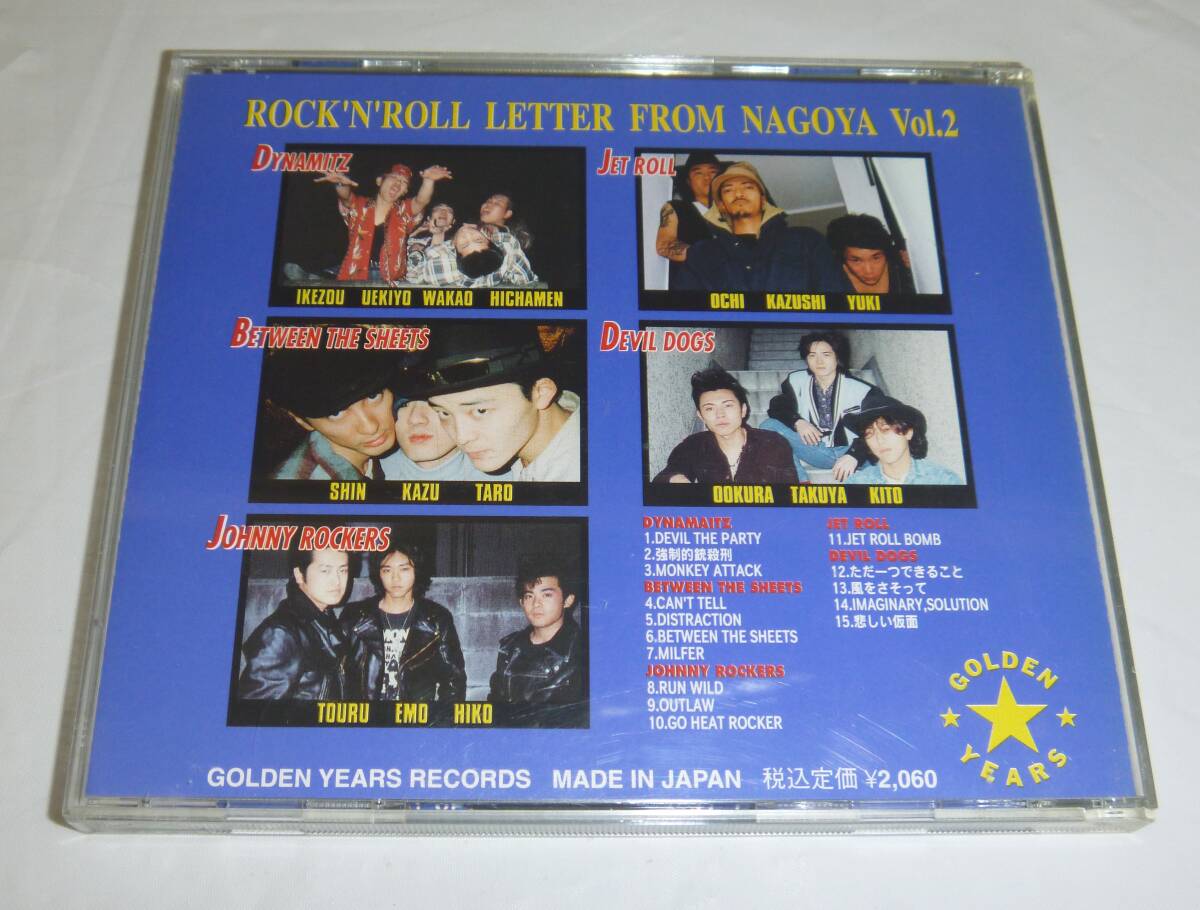 ROCK'N'ROLL LETTER FROM NAGOYA Vol.2
DYNAMITZ
IKEZOU UEKIYO WAKAO HICHAMEN
JET ROLL
OCHI KAZUSHI YUKI
BETWEEN THE SHEETS
SHIN KAZU TARO
DEVIL DOGS
OOKURA TAKUYA KITO
JOHNNY ROCKERS
TOURU EMO HIKO
DYNAMAITZ
1.DEVIL THE PARTY
2.強制的銃殺刑
3.MONKEY ATTACK
BETWEEN THE SHEETS
4.CAN'T TELL
5.DISTRACTION
6.BETWEEN THE SHEETS
7.MILFER
JOHNNY ROCKERS
8.RUN WILD
9.OUTLAW
10.GO HEAT ROCKER
JET ROLL
11.JET ROLL BOMB
DEVIL DOGS
12.ただ一つできること
13.風をさそって
14.IMAGINARY,SOLUTION
15.悲しい仮面
GOLDEN
YEARS
GOLDEN YEARS RECORDS MADE IN JAPAN 税込定価 ¥2,060